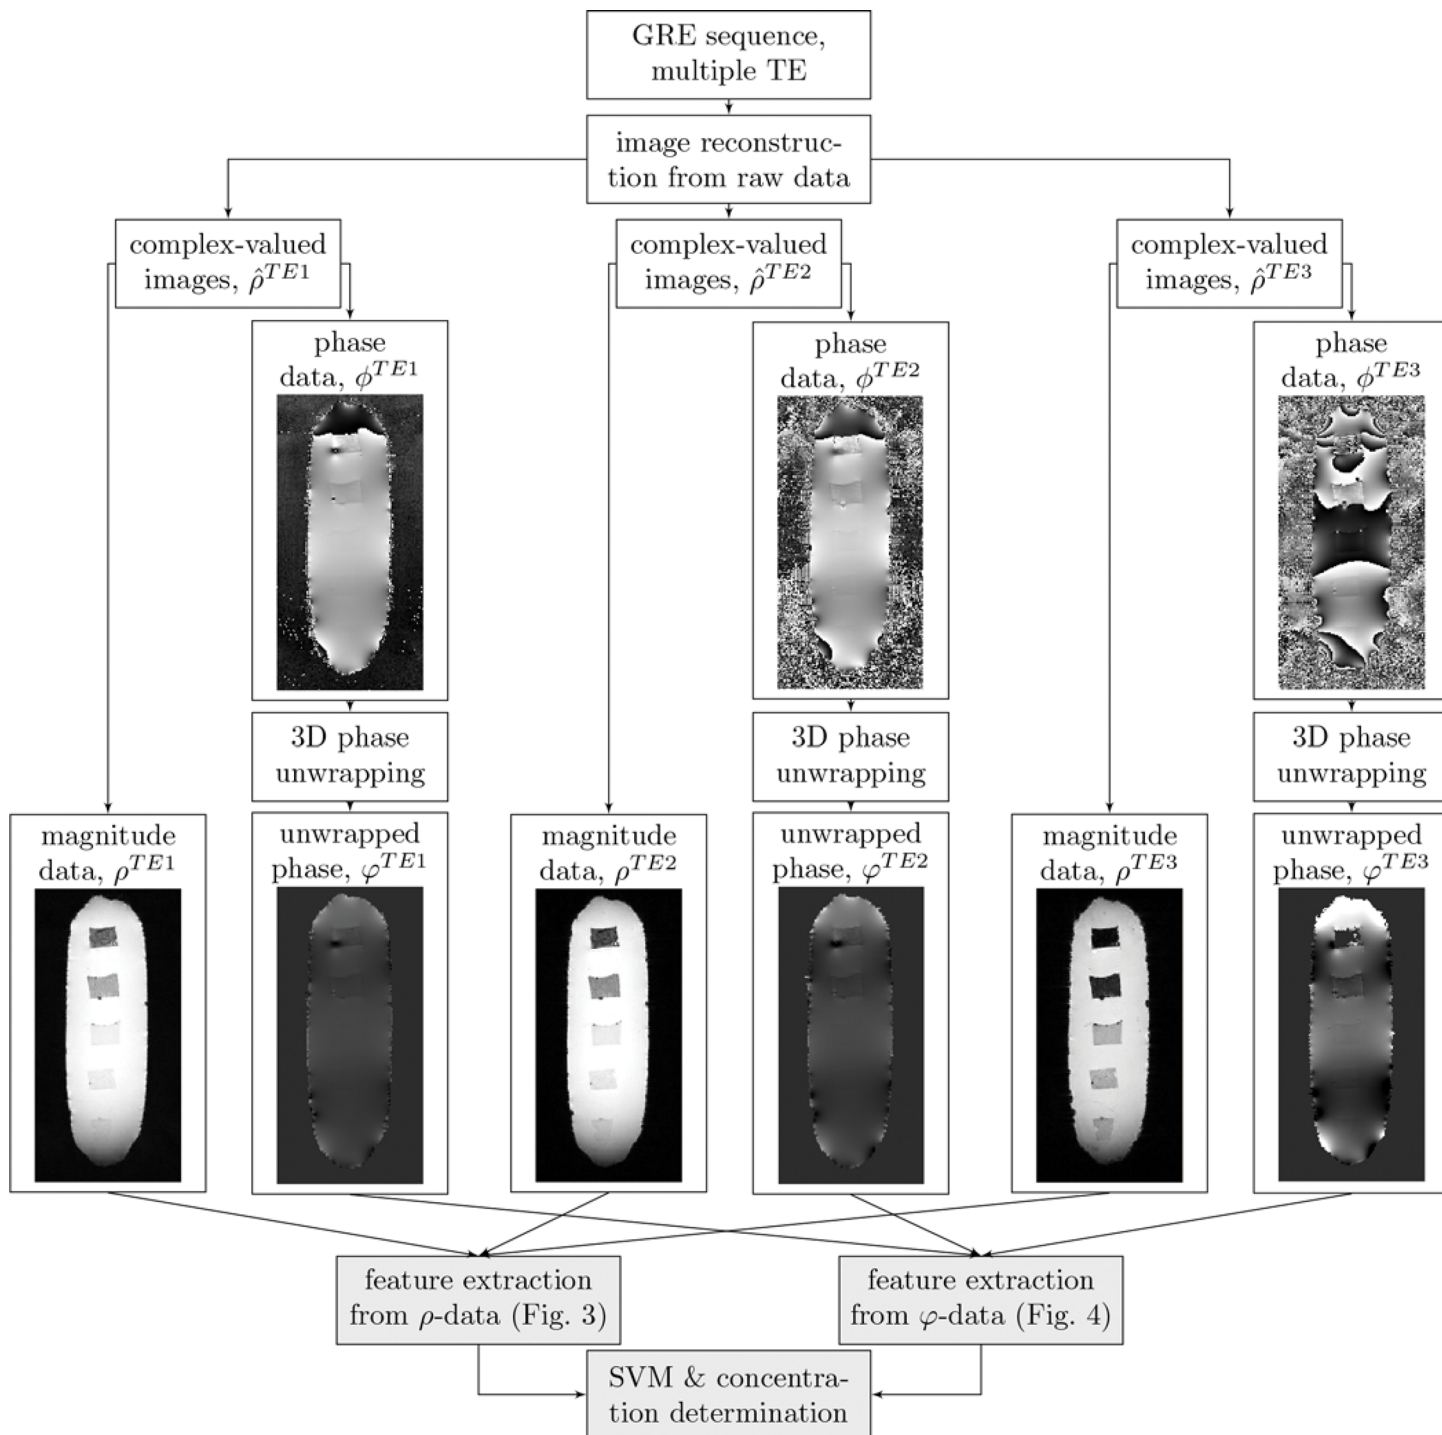 GRE sequence,
multiple TE
image reconstruc-
tion from raw data
complex-valued
images, ρ̂^{TE1}
complex-valued
images, ρ̂^{TE2}
complex-valued
images, ρ̂^{TE3}
phase
data, ϕ^{TE1}
phase
data, ϕ^{TE2}
phase
data, ϕ^{TE3}
3D phase
unwrapping
3D phase
unwrapping
3D phase
unwrapping
magnitude
data, ρ^{TE1}
unwrapped
phase, φ^{TE1}
magnitude
data, ρ^{TE2}
unwrapped
phase, φ^{TE2}
magnitude
data, ρ^{TE3}
unwrapped
phase, φ^{TE3}
feature extraction
from ρ-data (Fig. 3)
feature extraction
from φ-data (Fig. 4)
SVM & concentra-
tion determination